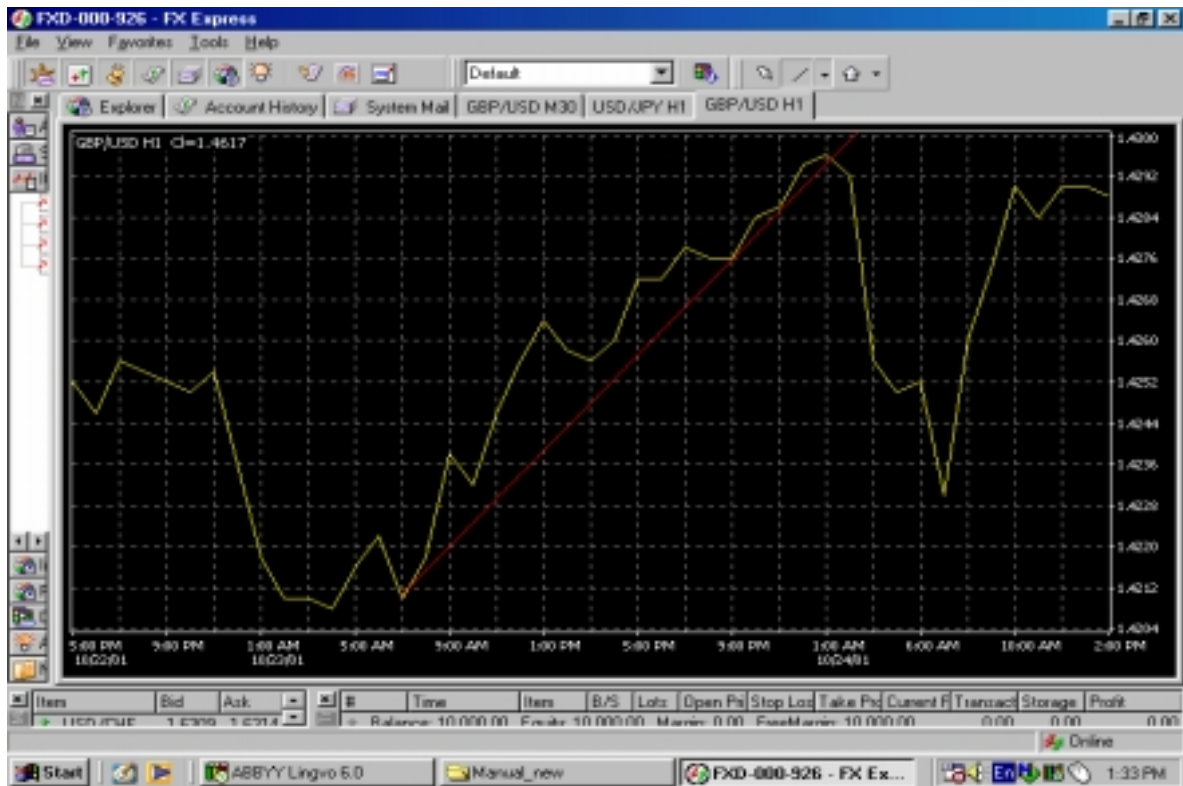 FXD-000-926 - FX Express
File View Favorites Tools Help
Default
Explorer Account History System Mail GBP/USD M30 USD/JPY H1 GBP/USD H1
GBP/USD H1 Cl=1.4617
1.4300
1.4292
1.4284
1.4276
1.4268
1.4260
1.4252
1.4244
1.4236
1.4228
1.4220
1.4212
1.4204
5:00 PM 9:00 PM 1:00 AM 5:00 AM 9:00 AM 1:00 PM 5:00 PM 9:00 PM 1:00 AM 6:00 AM 10:00 AM 2:00 PM
10/22/01 10/23/01 10/24/01
Item Bid Ask # Time Item B/S Lots Open Pri Stop Los Take Pro Current P Transact Storage Profit
USD/CHF 1.6209 1.6214 Balance: 10 000.00 Equity: 10 000.00 Margin: 0.00 FreeMargin: 10 000.00 0.00 0.00 0.00
Online
Start ABBYY Lingvo 6.0 Manual_new FXD-000-926 - FX Ex... En 1:33 PM